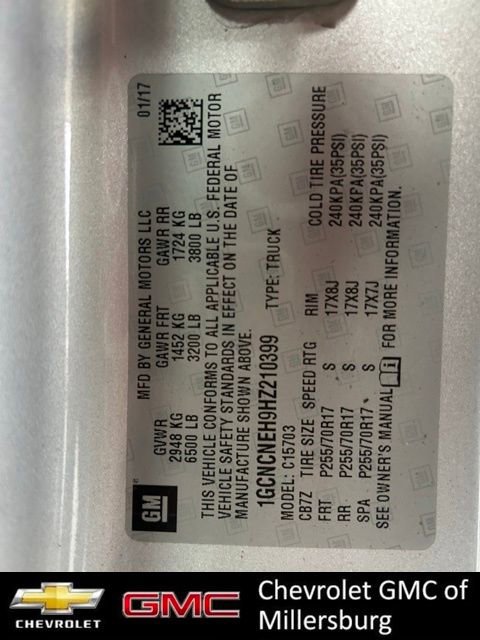 GM
MFD BY GENERAL MOTORS LLC 01/17
GVWR GAWR FRT GAWR RR
2948 KG 1452 KG 1724 KG
6500 LB 3200 LB 3800 LB
THIS VEHICLE CONFORMS TO ALL APPLICABLE U.S. FEDERAL MOTOR
VEHICLE SAFETY STANDARDS IN EFFECT ON THE DATE OF
MANUFACTURE SHOWN ABOVE.
1GCNCNEH9HZ210399 TYPE: TRUCK
MODEL: C15703
CB7Z TIRE SIZE SPEED RTG RIM COLD TIRE PRESSURE
FRT P255/70R17 S 17X8J 240KPA(35PSI)
RR P255/70R17 S 17X8J 240KPA(35PSI)
SPA P255/70R17 S 17X7J 240KPA(35PSI)
SEE OWNER'S MANUAL FOR MORE INFORMATION.
CHEVROLET
GMC
Chevrolet GMC of
Millersburg